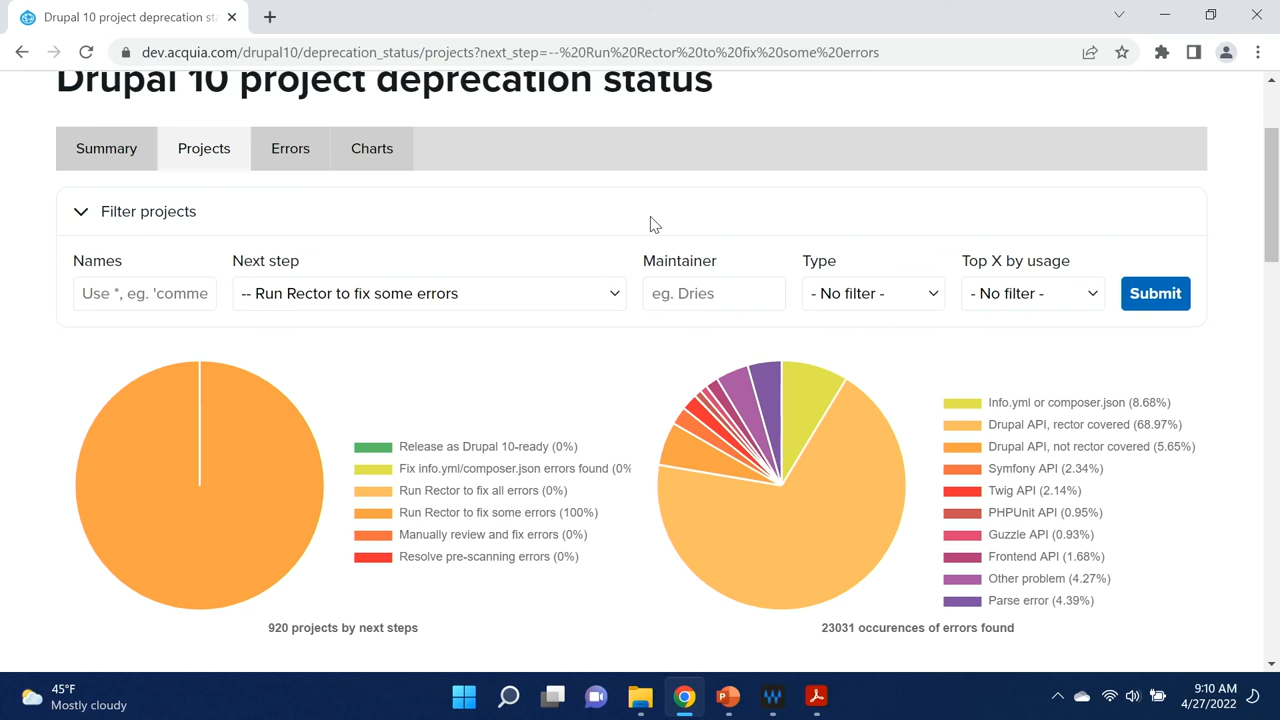 Drupal 10 project deprecation sta
dev.acquia.com/drupal10/deprecation_status/projects?next_step=--%20Run%20Rector%20to%20fix%20some%20errors
Drupal 10 project deprecation status
Summary
Projects
Errors
Charts
Filter projects
Names
Next step
Maintainer
Type
Top X by usage
Use *, eg. 'comme
-- Run Rector to fix some errors
eg. Dries
- No filter -
- No filter -
Submit
Release as Drupal 10-ready (0%)
Fix info.yml/composer.json errors found (0%
Run Rector to fix all errors (0%)
Run Rector to fix some errors (100%)
Manually review and fix errors (0%)
Resolve pre-scanning errors (0%)
920 projects by next steps
Info.yml or composer.json (8.68%)
Drupal API, rector covered (68.97%)
Drupal API, not rector covered (5.65%)
Symfony API (2.34%)
Twig API (2.14%)
PHPUnit API (0.95%)
Guzzle API (0.93%)
Frontend API (1.68%)
Other problem (4.27%)
Parse error (4.39%)
23031 occurences of errors found
45°F
Mostly cloudy
9:10 AM
4/27/2022